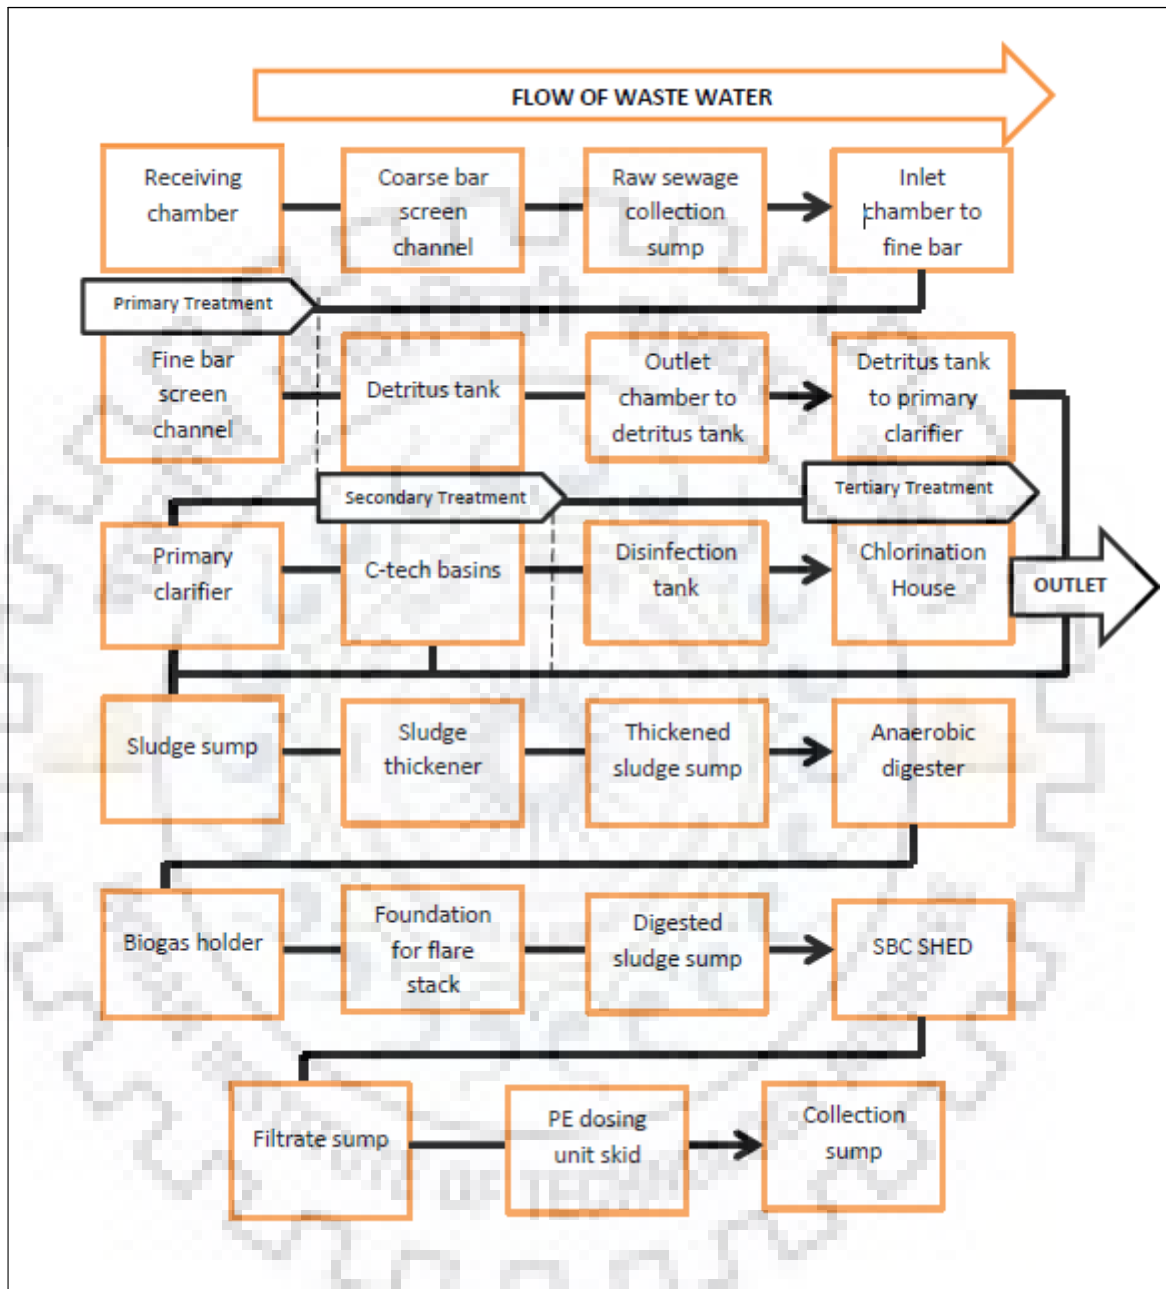 FLOW OF WASTE WATER
Receiving
chamber
Coarse bar
screen
channel
Raw sewage
collection
sump
Inlet
chamber to
fine bar
Primary Treatment
Fine bar
screen
channel
Detritus tank
Outlet
chamber to
detritus tank
Detritus tank
to primary
clarifier
Secondary Treatment
Tertiary Treatment
Primary
clarifier
C-tech basins
Disinfection
tank
Chlorination
House
OUTLET
Sludge sump
Sludge
thickener
Thickened
sludge sump
Anaerobic
digester
Biogas holder
Foundation
for flare
stack
Digested
sludge sump
SBC SHED
Filtrate sump
PE dosing
unit skid
Collection
sump